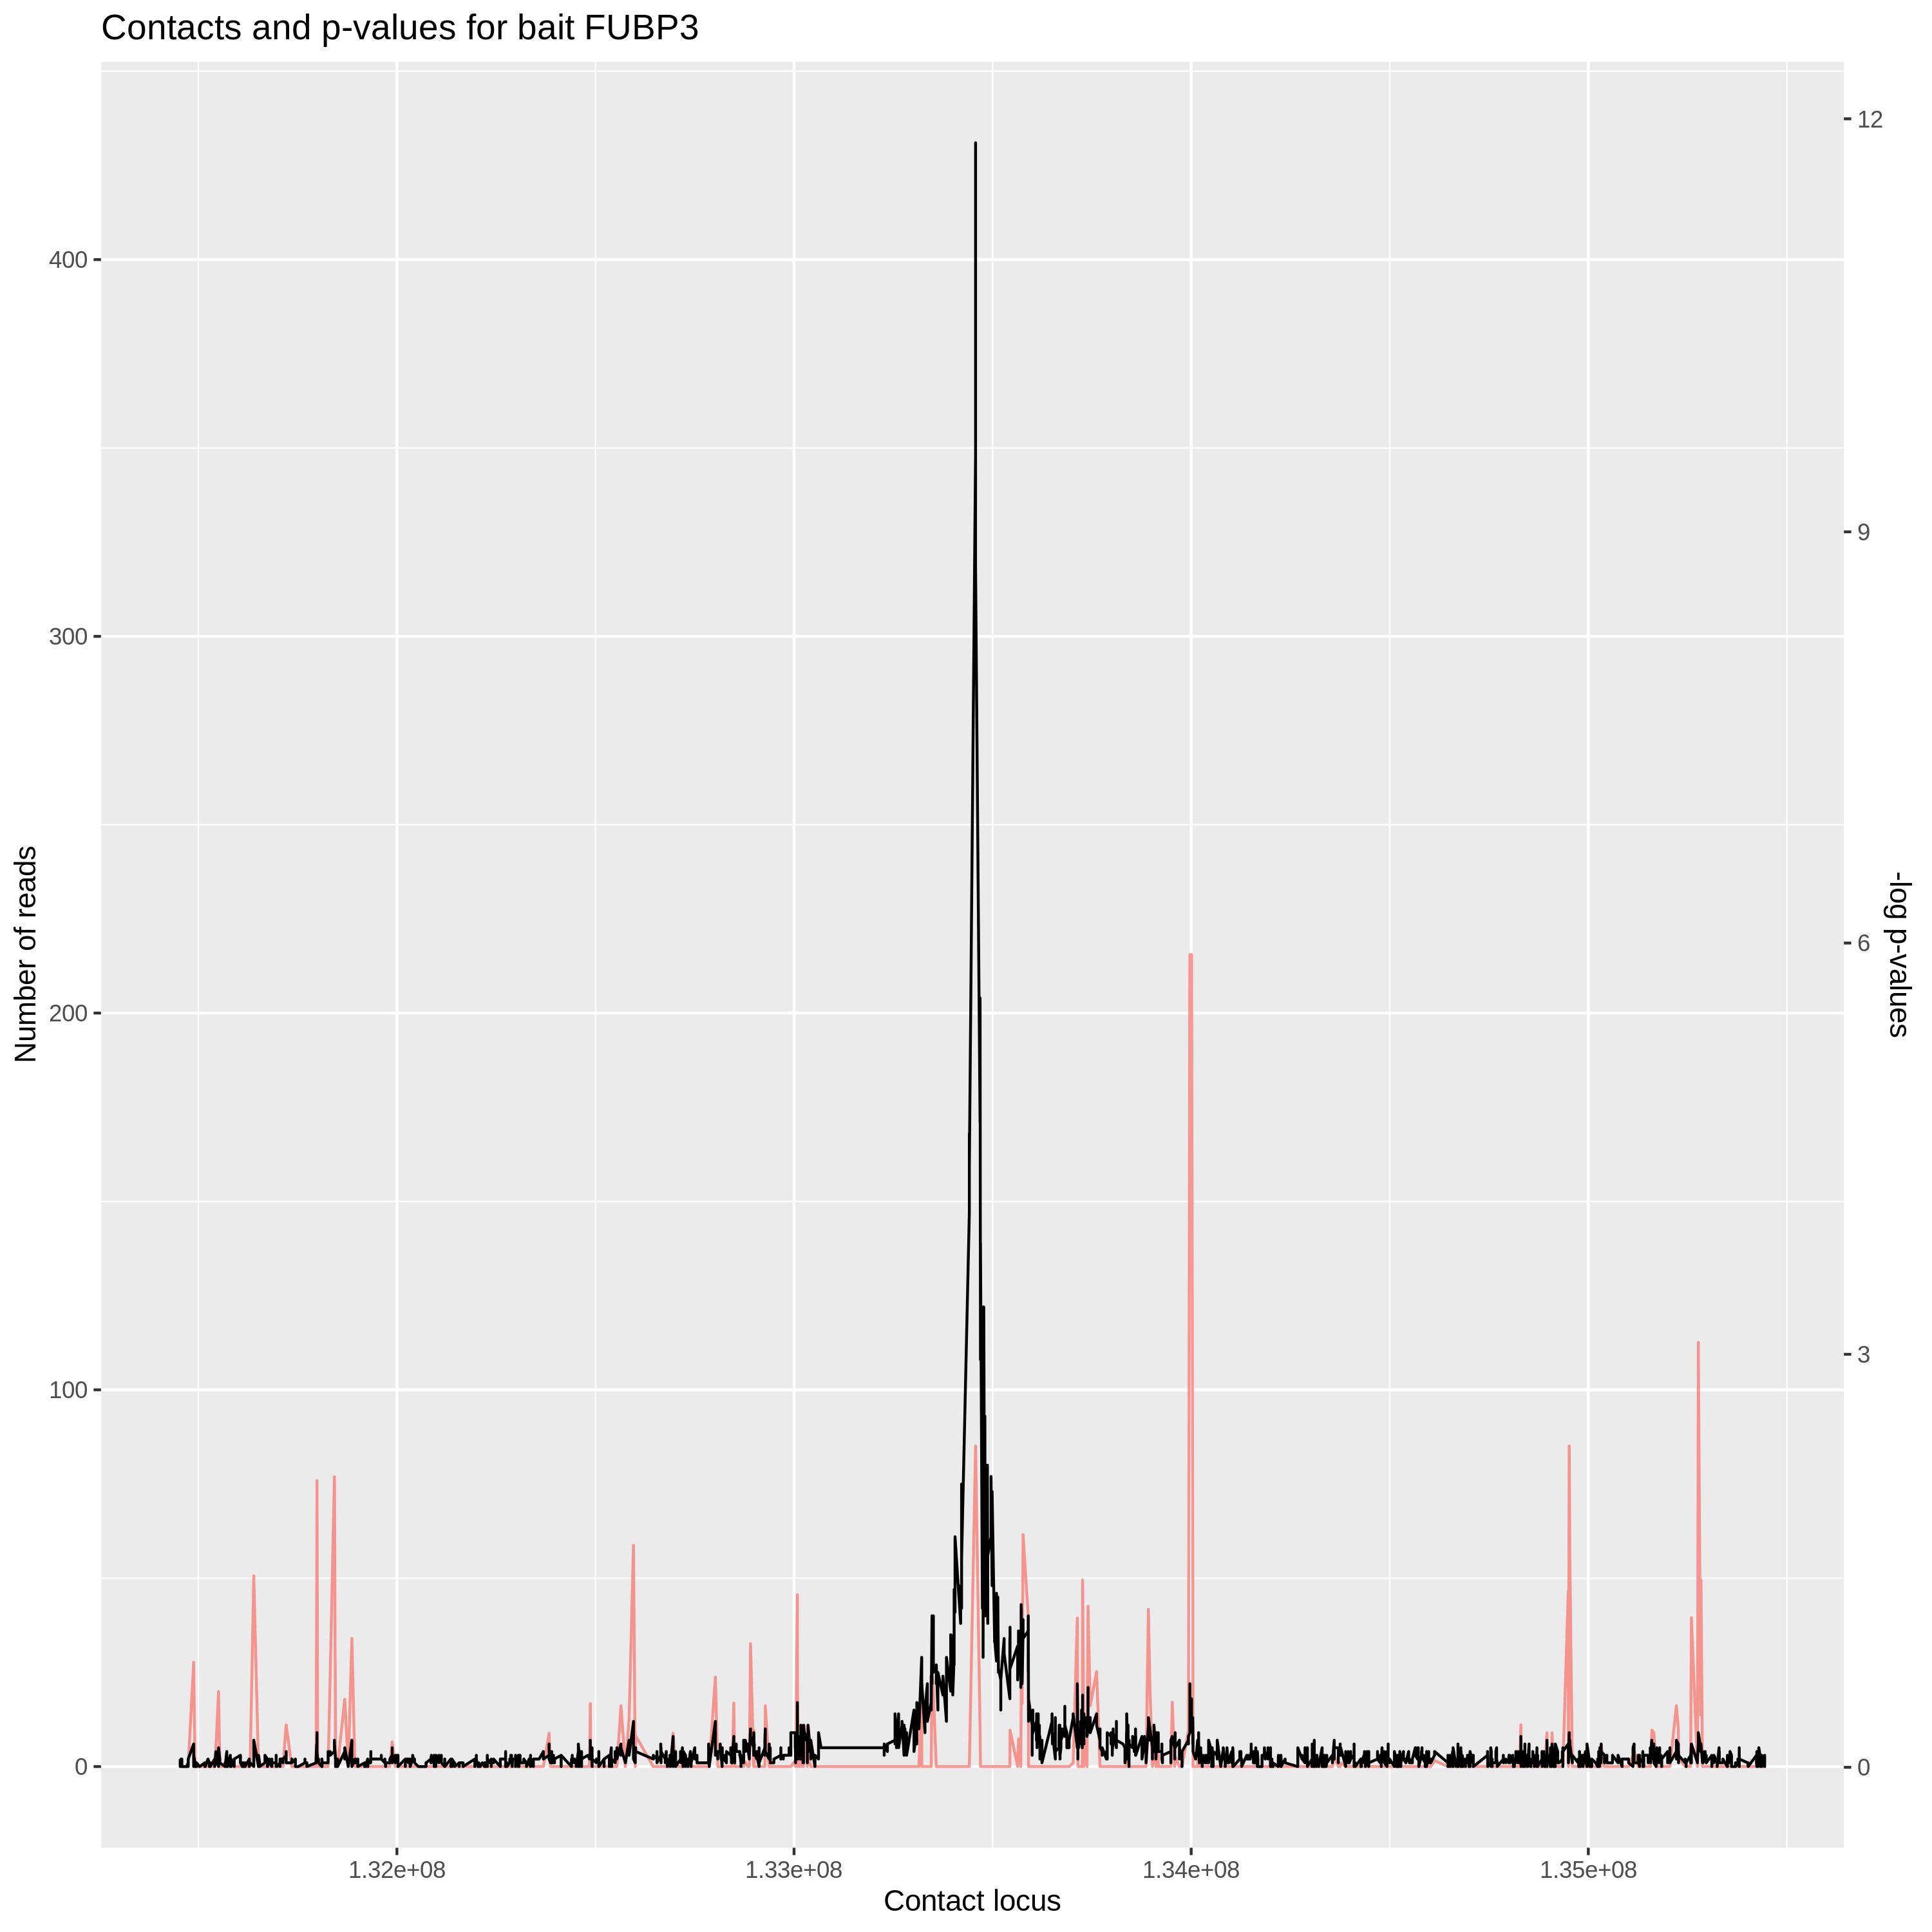 Contacts and p-values for bait FUBP3
400
300
200
100
0
12
9
6
3
0
Number of reads
-log p-values
1.32e+08
1.33e+08
1.34e+08
1.35e+08
Contact locus